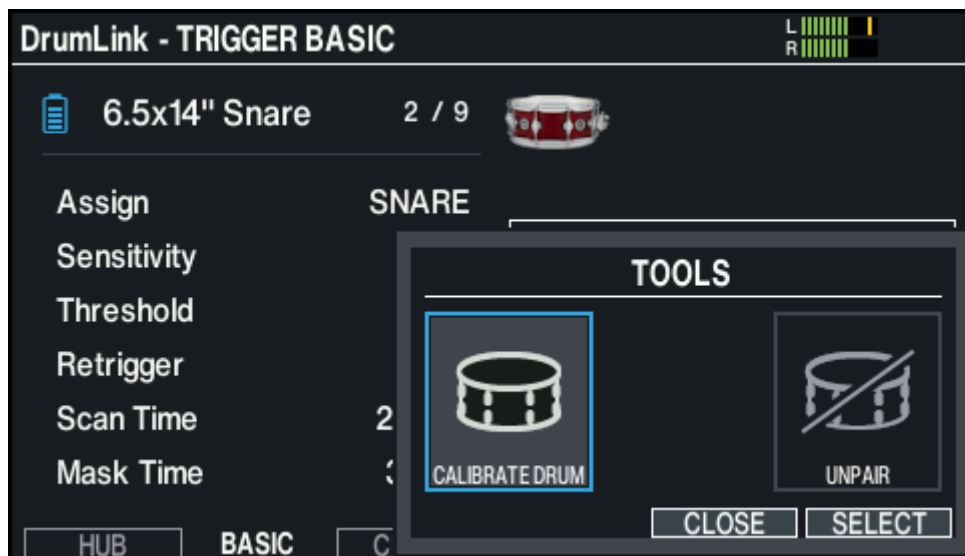 DrumLink - TRIGGER BASIC
L
R
6.5x14" Snare 2 / 9
Assign SNARE
Sensitivity
Threshold
Retrigger
Scan Time 2
Mask Time
TOOLS
CALIBRATE DRUM
UNPAIR
CLOSE SELECT
HUB BASIC C